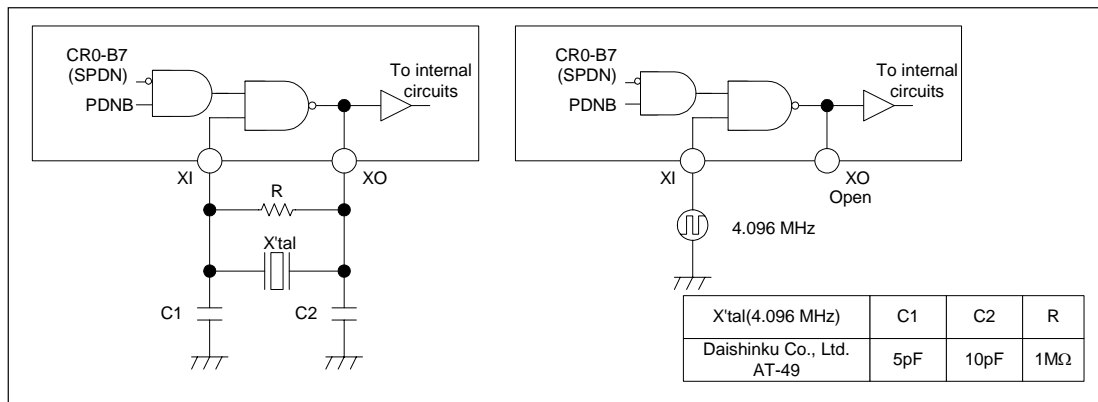 CR0-B7
(SPDN)
PDNB
To internal
circuits
XI
XO
R
X'tal
C1
C2
CR0-B7
(SPDN)
PDNB
To internal
circuits
XI
XO
Open
4.096 MHz
X'tal(4.096 MHz) C1 C2 R
Daishinku Co., Ltd.
AT-49 5pF 10pF 1MΩ